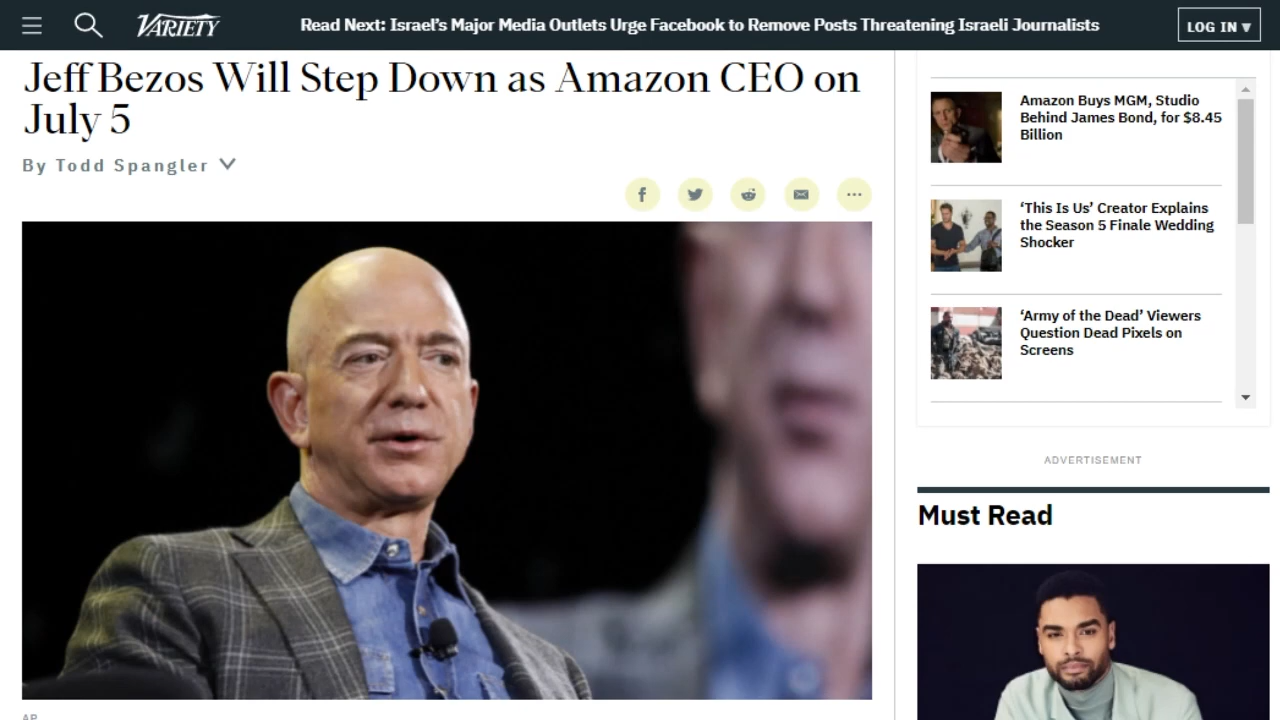 VARIETY
Read Next: Israel's Major Media Outlets Urge Facebook to Remove Posts Threatening Israeli Journalists
LOG IN ▾
Jeff Bezos Will Step Down as Amazon CEO on
July 5
By Todd Spangler
AP
Amazon Buys MGM, Studio
Behind James Bond, for $8.45
Billion
‘This Is Us’ Creator Explains
the Season 5 Finale Wedding
Shocker
‘Army of the Dead’ Viewers
Question Dead Pixels on
Screens
ADVERTISEMENT
Must Read